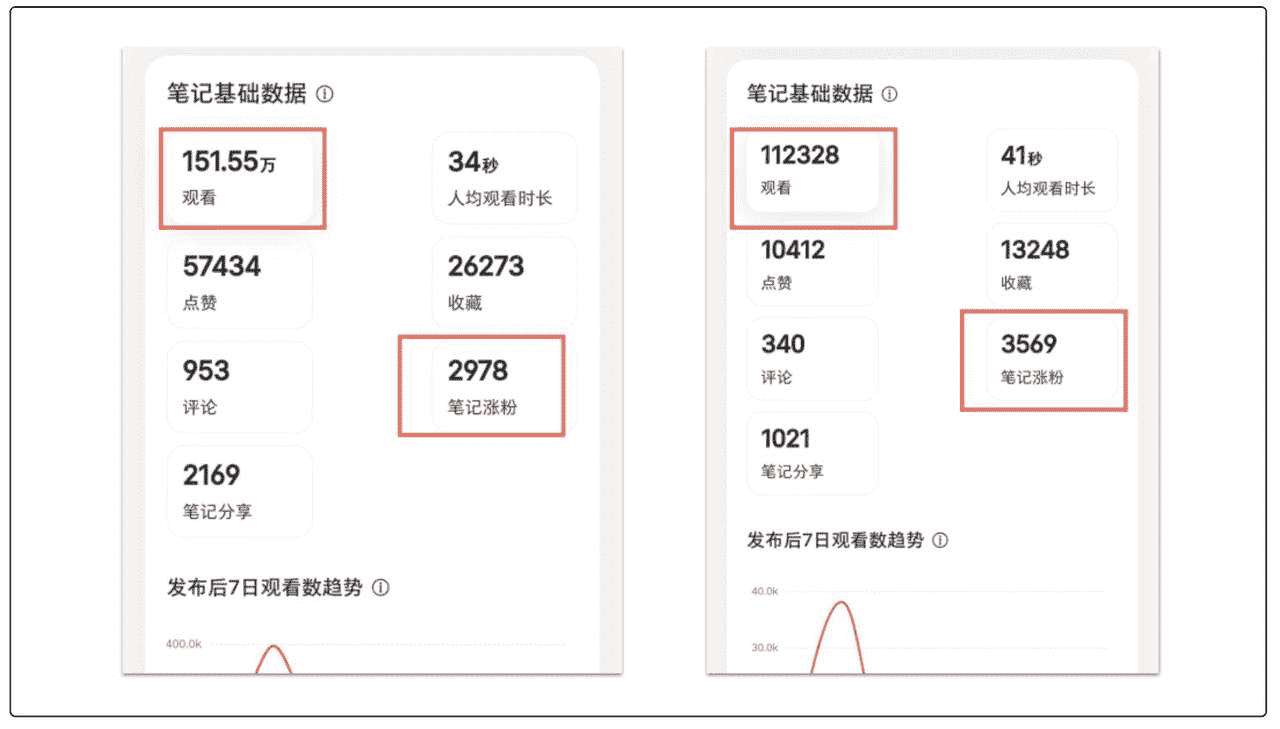 笔记基础数据 ⓘ
151.55万
观看
34秒
人均观看时长
57434
点赞
26273
收藏
953
评论
2978
笔记涨粉
2169
笔记分享
发布后7日观看数趋势 ⓘ
400.0k
笔记基础数据 ⓘ
112328
观看
41秒
人均观看时长
10412
点赞
13248
收藏
340
评论
3569
笔记涨粉
1021
笔记分享
发布后7日观看数趋势 ⓘ
40.0k
30.0k